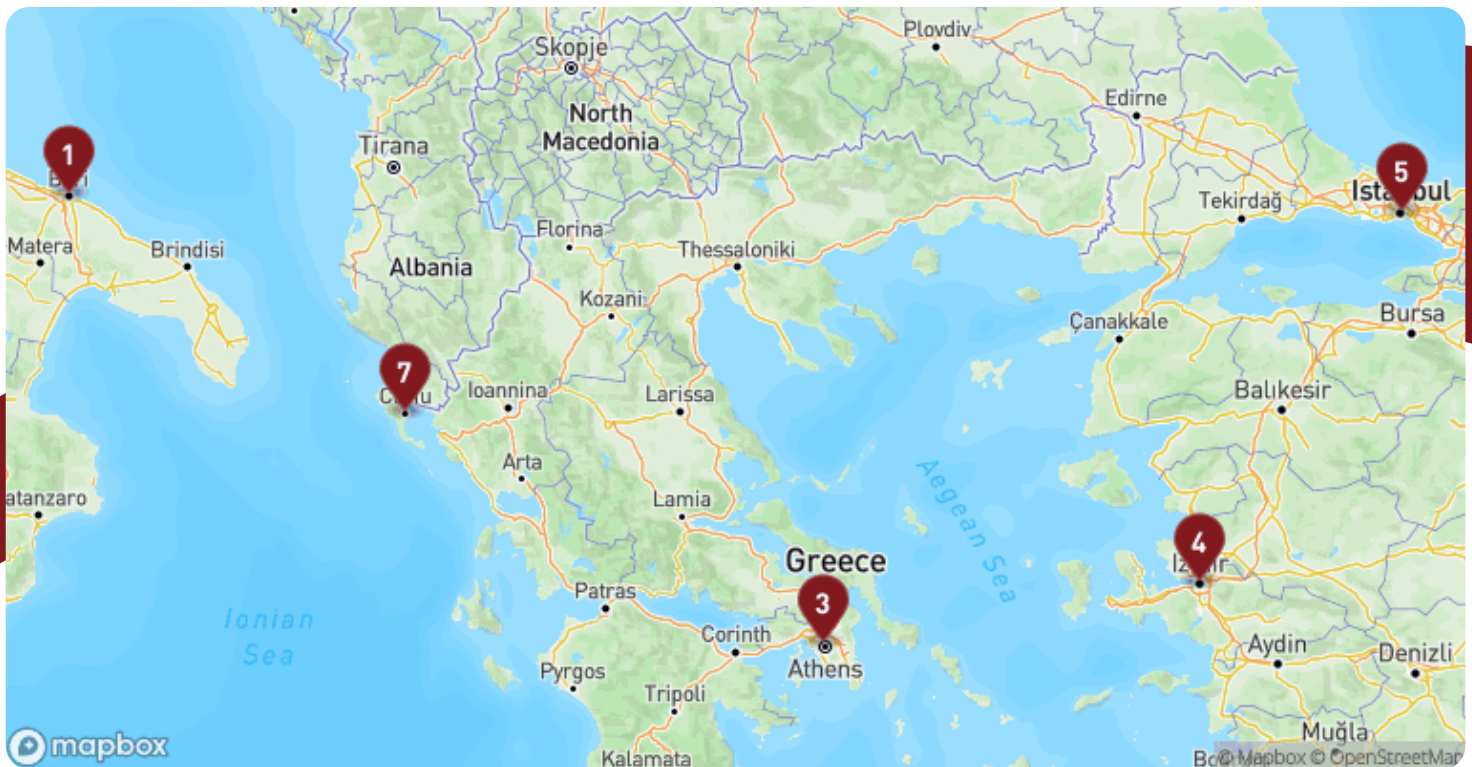 Skopje
Plovdiv
North
Macedonia
Edirne
1
Tirana
5
Tekirdağ
Matera
Brindisi
Florina
Thessaloniki
Albania
Kozani
Çanakkale
Bursa
7
Ioannina
Larissa
Balıkesir
Arta
Aegean Sea
Lamia
atanzaro
4
Greece
Patras
3
Ionian
Sea
Corinth
Aydin
Denizli
Athens
Pyrgos
Tripoli
Muğla
mapbox
Kalamata
© Mapbox © OpenStreetMap